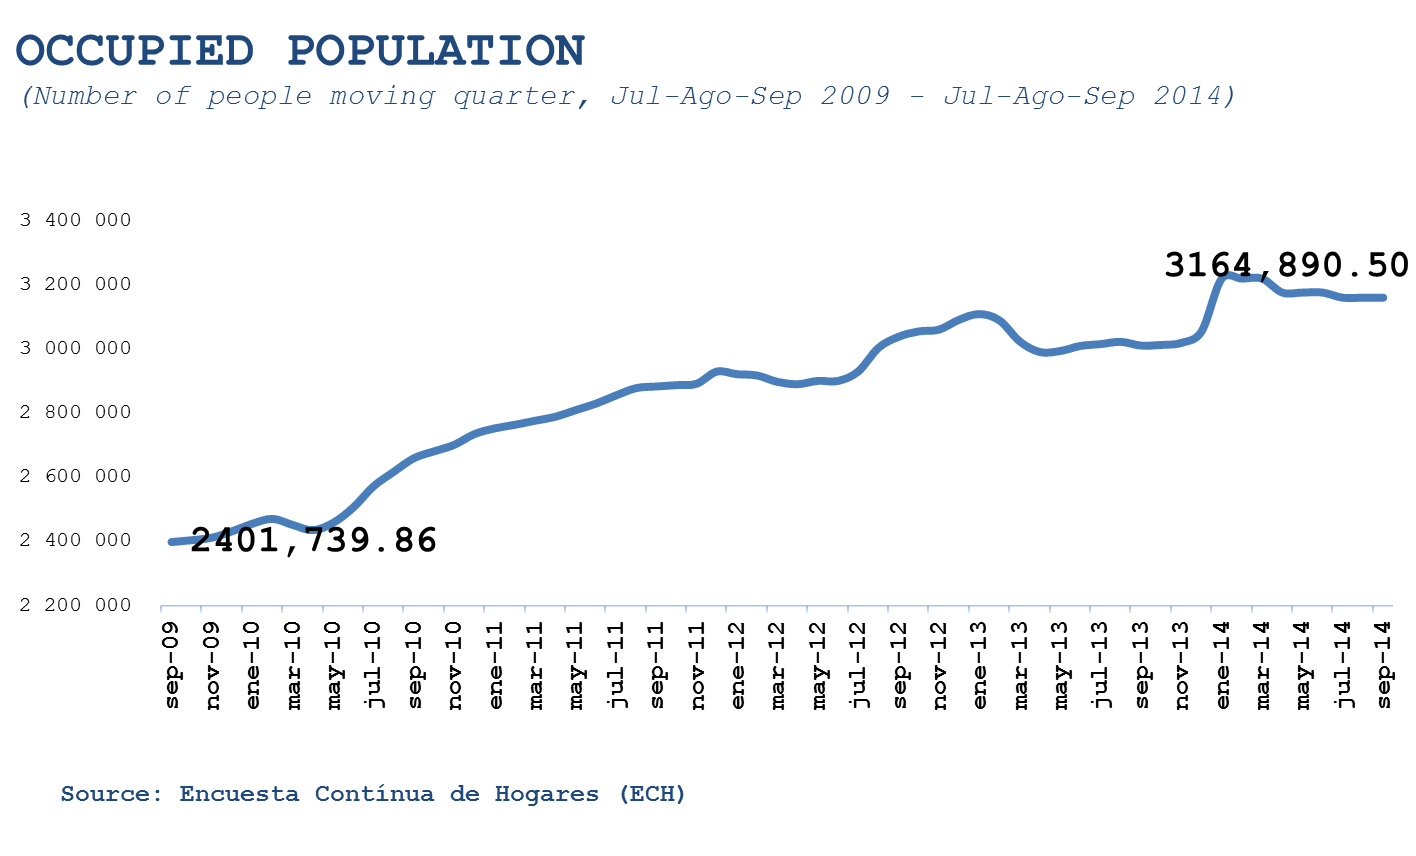 OCCUPIED POPULATION
(Number of people moving quarter, Jul-Ago-Sep 2009 - Jul-Ago-Sep 2014)
3 400 000
3164,890.50
3 200 000
3 000 000
2 800 000
2 600 000
2401,739.86
2 400 000
2 200 000
sep-09
nov-09
ene-10
mar-10
may-10
jul-10
sep-10
nov-10
ene-11
mar-11
may-11
jul-11
sep-11
nov-11
ene-12
mar-12
may-12
jul-12
sep-12
nov-12
ene-13
mar-13
may-13
jul-13
sep-13
nov-13
ene-14
mar-14
may-14
jul-14
sep-14
Source: Encuesta Contínua de Hogares (ECH)